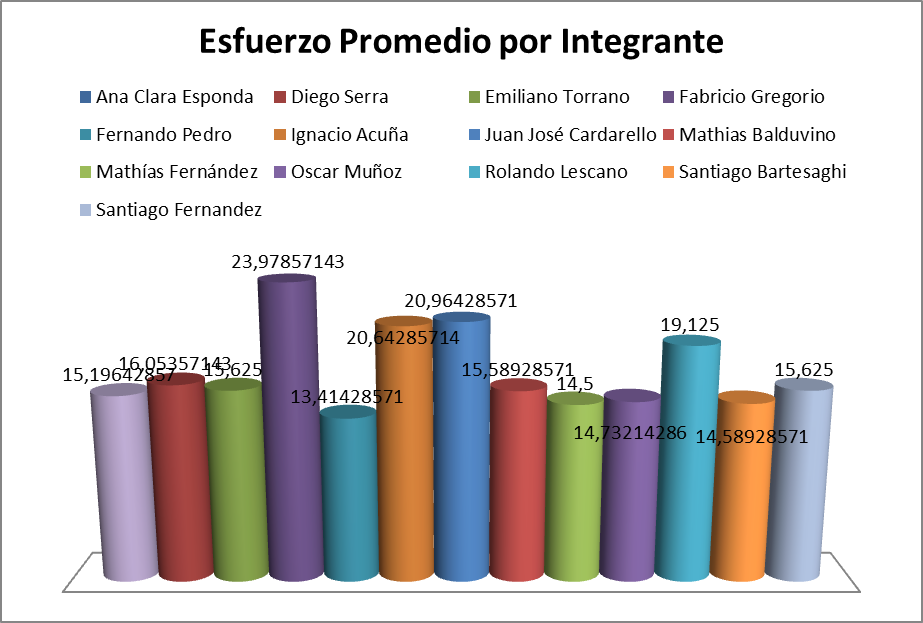 Esfuerzo Promedio por Integrante
Ana Clara Esponda Diego Serra Emiliano Torrano Fabricio Gregorio
Fernando Pedro Ignacio Acuña Juan José Cardarello Mathias Balduvino
Mathías Fernández Oscar Muñoz Rolando Lescano Santiago Bartesaghi
Santiago Fernandez
15,19642857
16,05357143
15,625
23,97857143
13,41428571
20,64285714
20,96428571
15,58928571
14,5
14,73214286
19,125
14,58928571
15,625